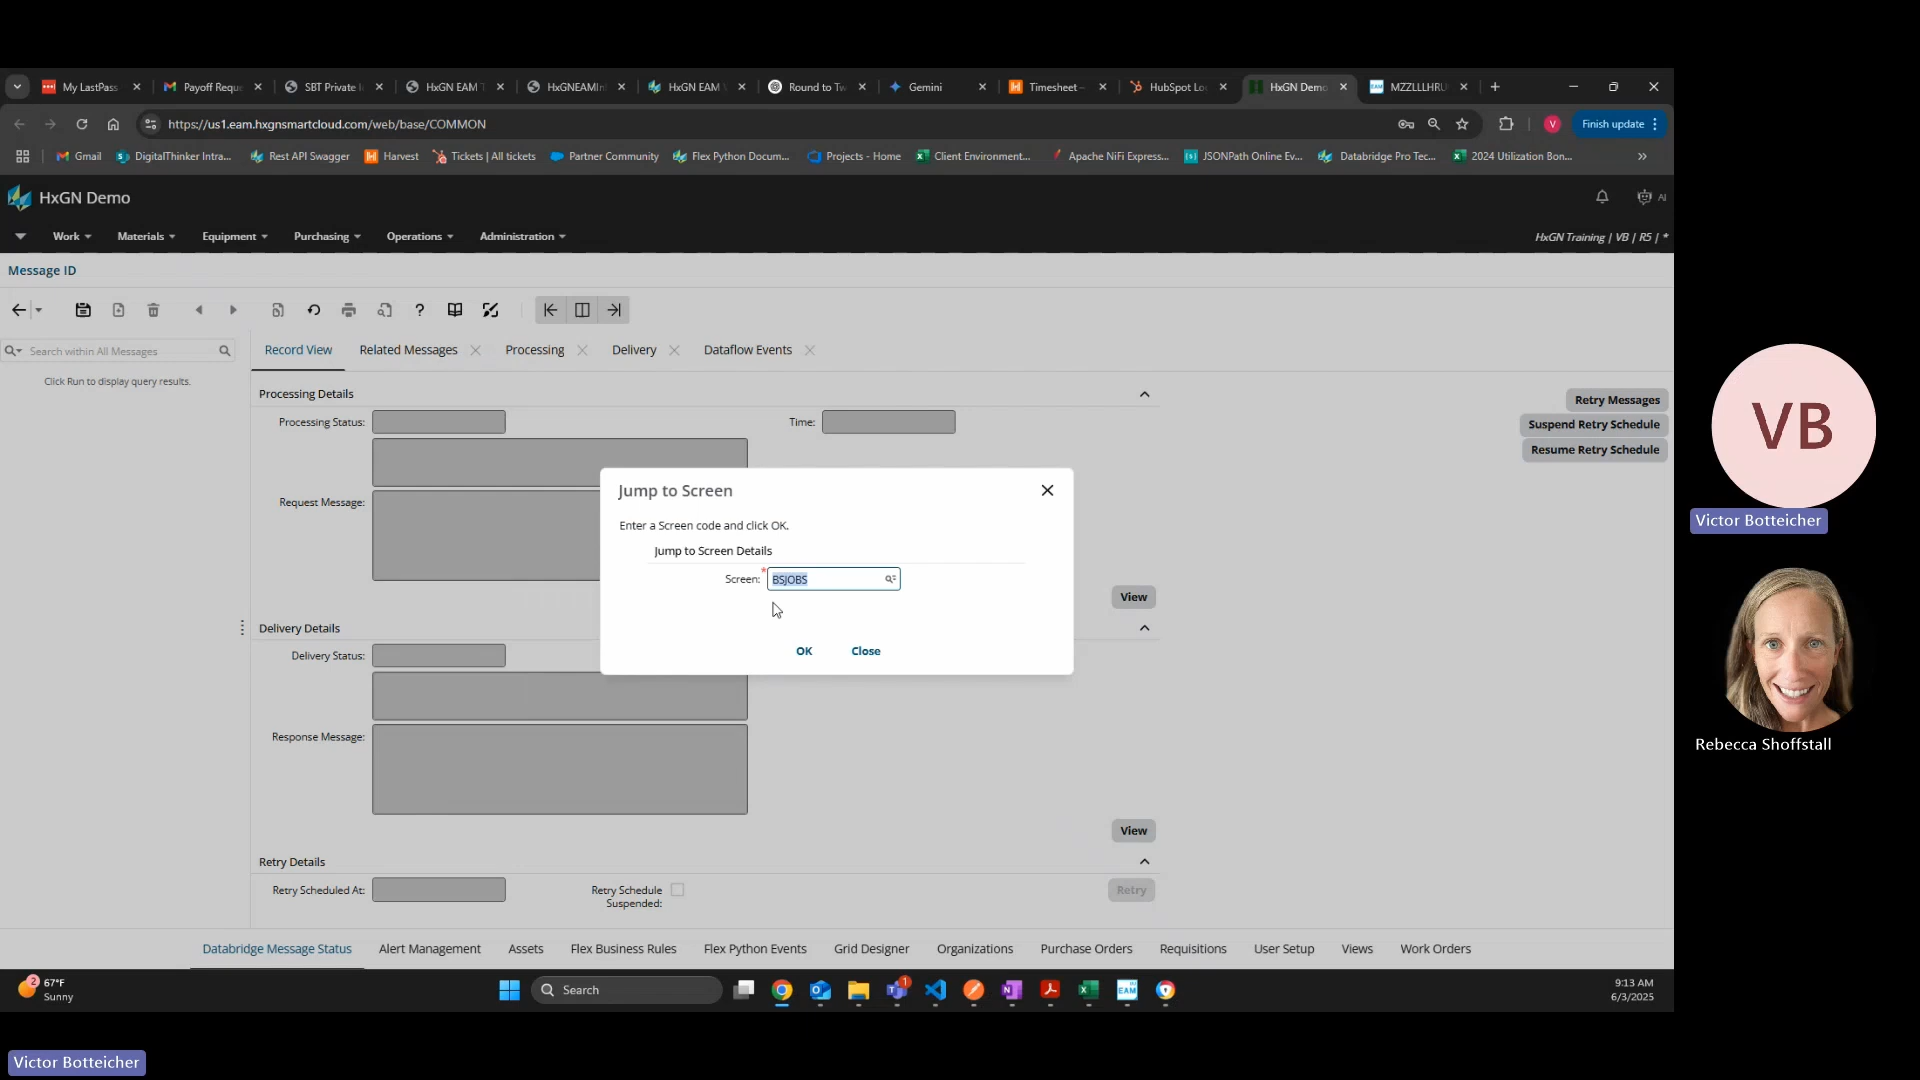 My LastPass
Payoff Requ
SBT Private I
HxGN EAM T
HxGNEAMIn
HxGN EAM V
Round to Tw
Gemini
Timesheet –
HubSpot Lo
HxGN Demo
MZZLLLHRU
https://us1.eam.hxgnsmartcloud.com/web/base/COMMON
V
Finish update
Gmail
DigitalThinker Intra...
Rest API Swagger
Harvest
Tickets | All tickets
Partner Community
Flex Python Docum...
Projects - Home
Client Environment...
Apache NiFi Express...
JSONPath Online Ev...
Databridge Pro Tec...
2024 Utilization Bon...
»
HxGN Demo
AI
Work
Materials
Equipment
Purchasing
Operations
Administration
HxGN Training | VB | R5 | *
Message ID
Search within All Messages
Click Run to display query results.
Record View
Related Messages
Processing
Delivery
Dataflow Events
Processing Details
Processing Status:
Time:
Request Message:
View
Retry Messages
Suspend Retry Schedule
Resume Retry Schedule
Jump to Screen
Enter a Screen code and click OK.
Jump to Screen Details
Screen: * BSJOBS
OK
Close
Delivery Details
Delivery Status:
Response Message:
View
Retry Details
Retry Scheduled At:
Retry Schedule
Suspended:
Retry
Databridge Message Status
Alert Management
Assets
Flex Business Rules
Flex Python Events
Grid Designer
Organizations
Purchase Orders
Requisitions
User Setup
Views
Work Orders
2
67°F
Sunny
Search
1
EAM
9:13 AM
6/3/2025
VB
Victor Botteicher
Rebecca Shoffstall
Victor Botteicher